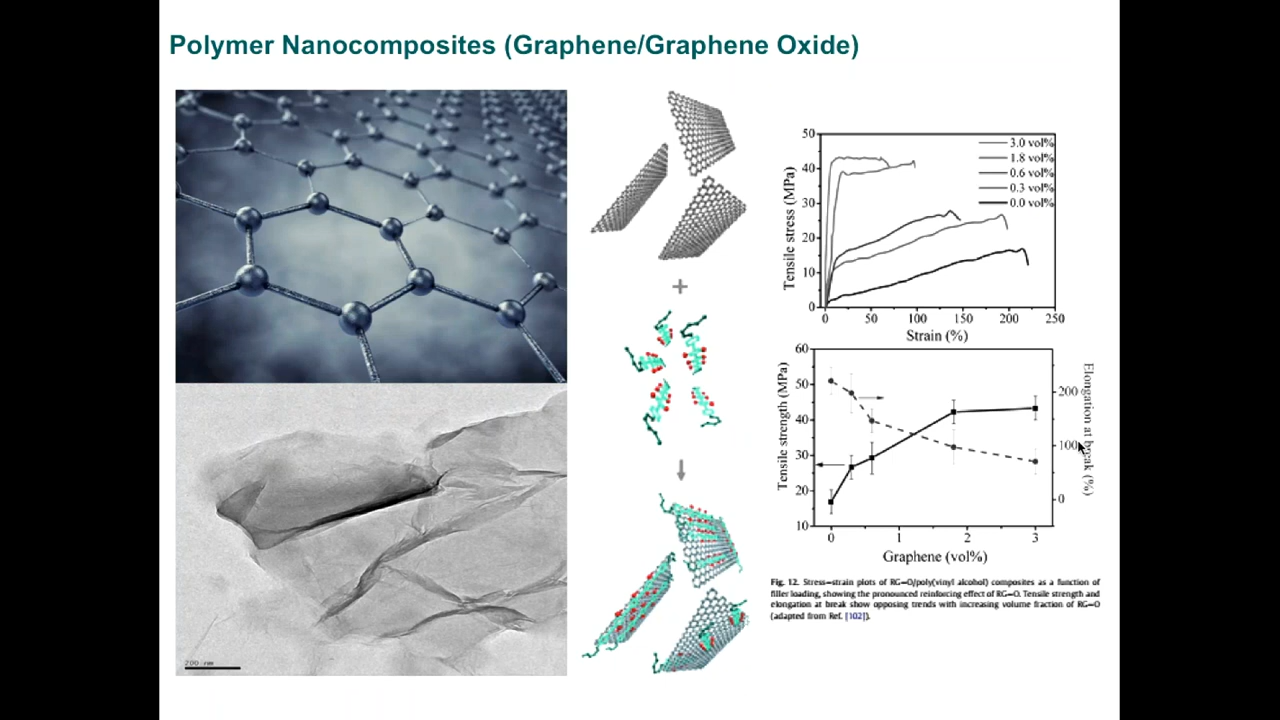 Polymer Nanocomposites (Graphene/Graphene Oxide)
200 nm
+
50
40
30
20
10
0
Tensile stress (MPa)
3.0 vol%
1.8 vol%
0.6 vol%
0.3 vol%
0.0 vol%
0 50 100 150 200 250
Strain (%)
60
50
40
30
20
10
Tensile strength (MPa)
200
100
0
Elongation at break (%)
0 1 2 3
Graphene (vol%)
Fig. 12. Stress–strain plots of RG–O/poly(vinyl alcohol) composites as a function of
filler loading, showing the pronounced reinforcing effect of RG–O. Tensile strength and
elongation at break show opposing trends with increasing volume fraction of RG–O
(adapted from Ref. [102]).